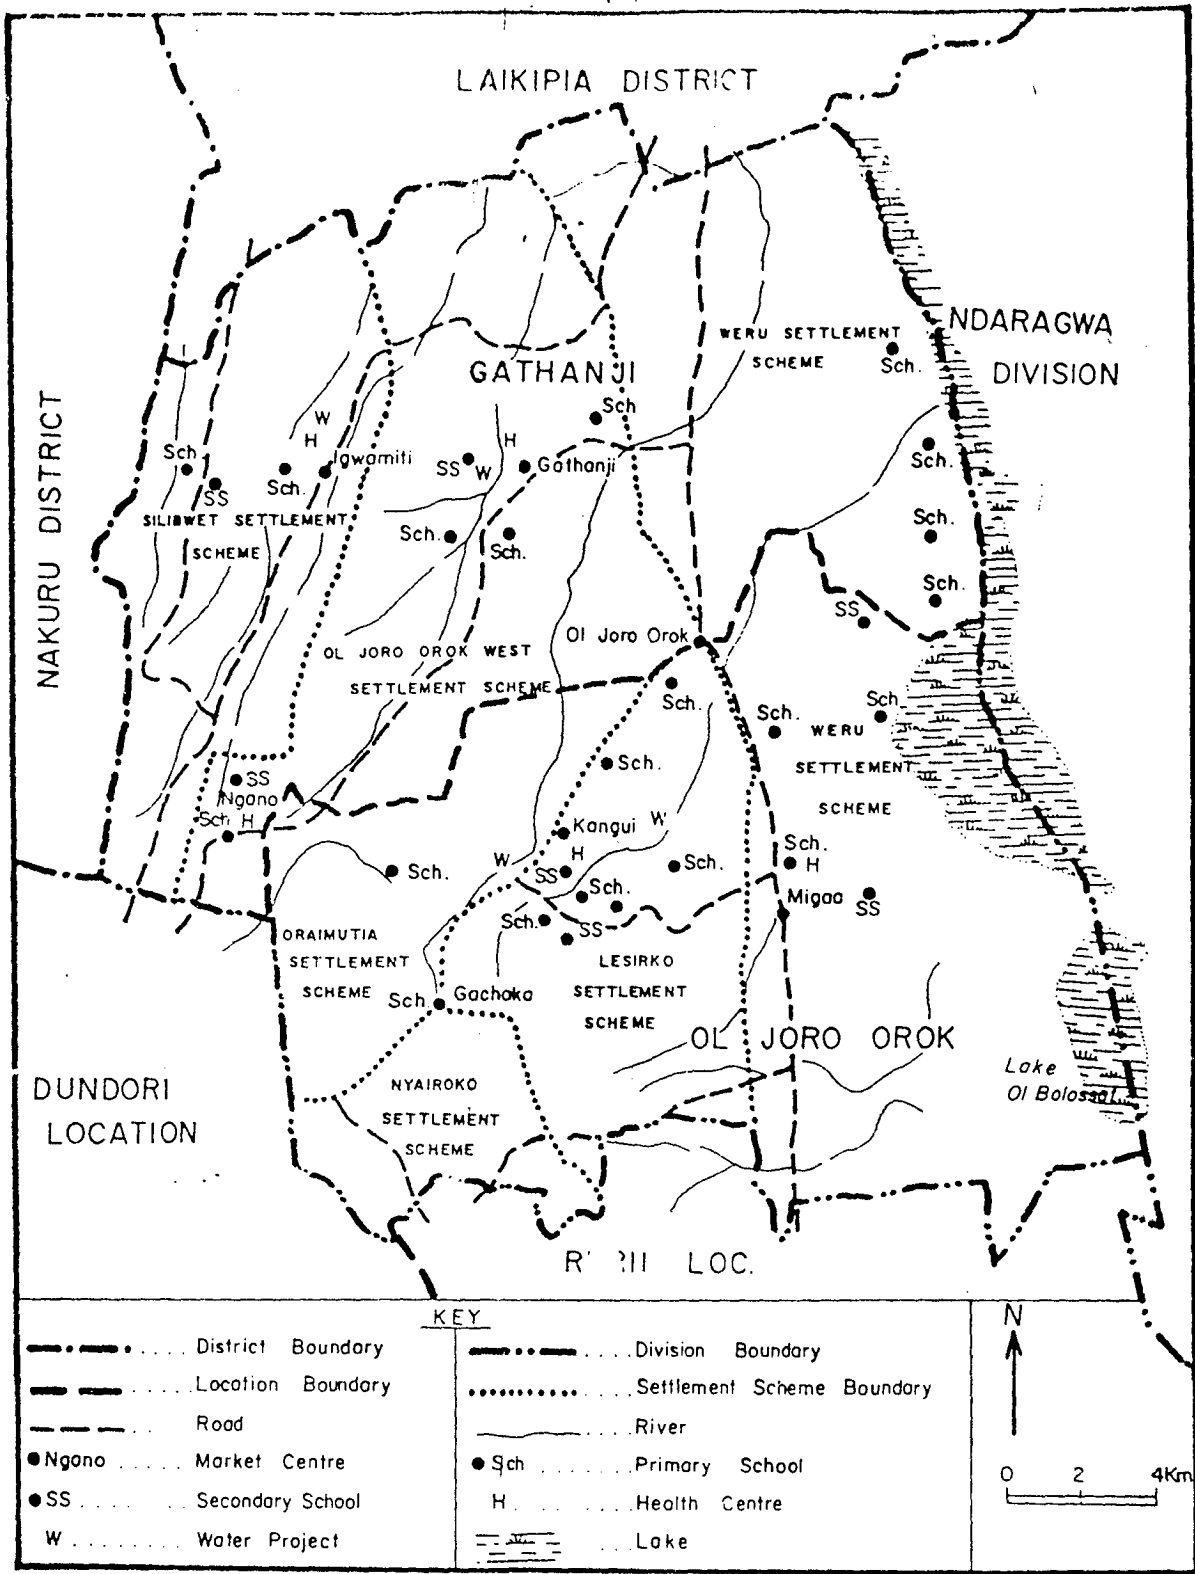 LAIKIPIA DISTRICT
NDARAGWA
DIVISION
WERU SETTLEMENT
SCHEME
Sch.
GATHANJI
Sch
NAKURU DISTRICT
W
H
Igwamiti
Sch.
SS
Sch.
H
SS
W
Gathanji
Sch.
SILIBWET SETTLEMENT
SCHEME
Sch.
Sch.
Sch.
Sch.
SS
Ol Joro Orok
OL JORO OROK WEST
SETTLEMENT SCHEME
Sch.
Sch.
Sch
WERU
SETTLEMENT
SCHEME
Sch.
SS
Ngano
Sch
H
Kangui
W
H
W
SS
Sch.
Sch.
Sch.
Sch.
H
Migaa
SS
Sch.
SS
ORAIMUTIA
SETTLEMENT
SCHEME
LESIRKO
SETTLEMENT
SCHEME
Sch.
Gachaka
OL JORO OROK
Lake
Ol Bolossat
NYAIROKO
SETTLEMENT
SCHEME
DUNDORI
LOCATION
LOC.
KEY
District Boundary
Location Boundary
Road
Ngano Market Centre
SS Secondary School
W Water Project
Division Boundary
Settlement Scheme Boundary
River
Sch Primary School
H Health Centre
Lake
N
0 2 4Km